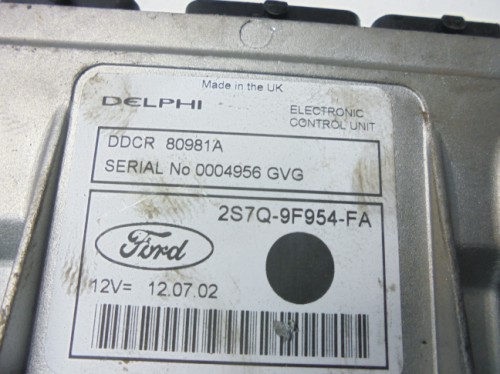 Made in the UK
DELPHI
ELECTRONIC
CONTROL UNIT
DDCR 80981A
SERIAL No 0004956 GVG
2S7Q-9F954-FA
Ford
12V= 12.07.02